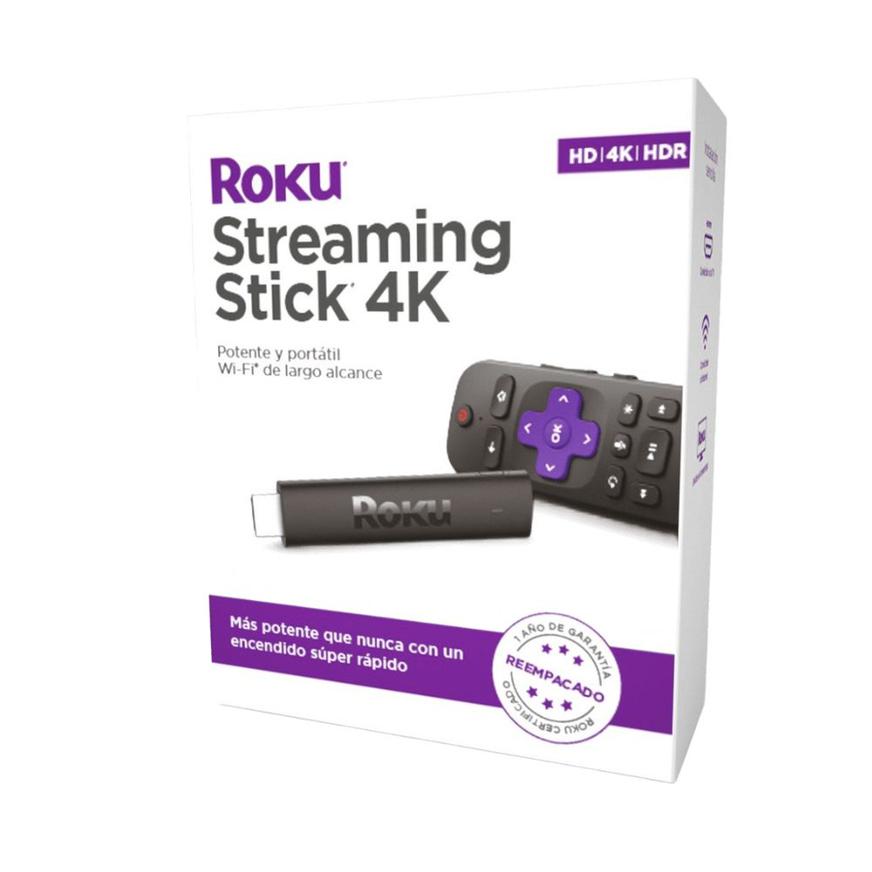 Roku
HD|4K|HDR
Streaming
Stick 4K
Potente y portátil
Wi-Fi® de largo alcance
OK
Roku
Más potente que nunca con un
encendido súper rápido
1 AÑO DE GARANTÍA
REEMPACADO
ROKU CERTIFICADO